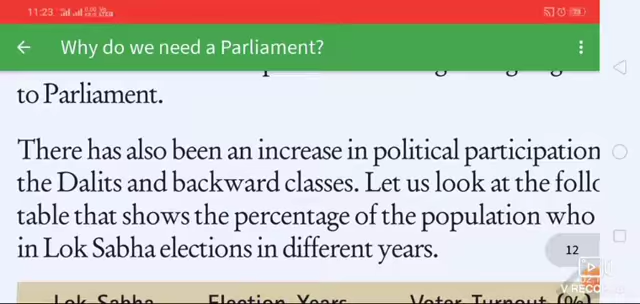 11:23
Why do we need a Parliament?
to Parliament.
There has also been an increase in political participation
the Dalits and backward classes. Let us look at the
table that shows the percentage of the population who
in Lok Sabha elections in different years.
12
Lok Sabha Election Years Voter Turnout (%)